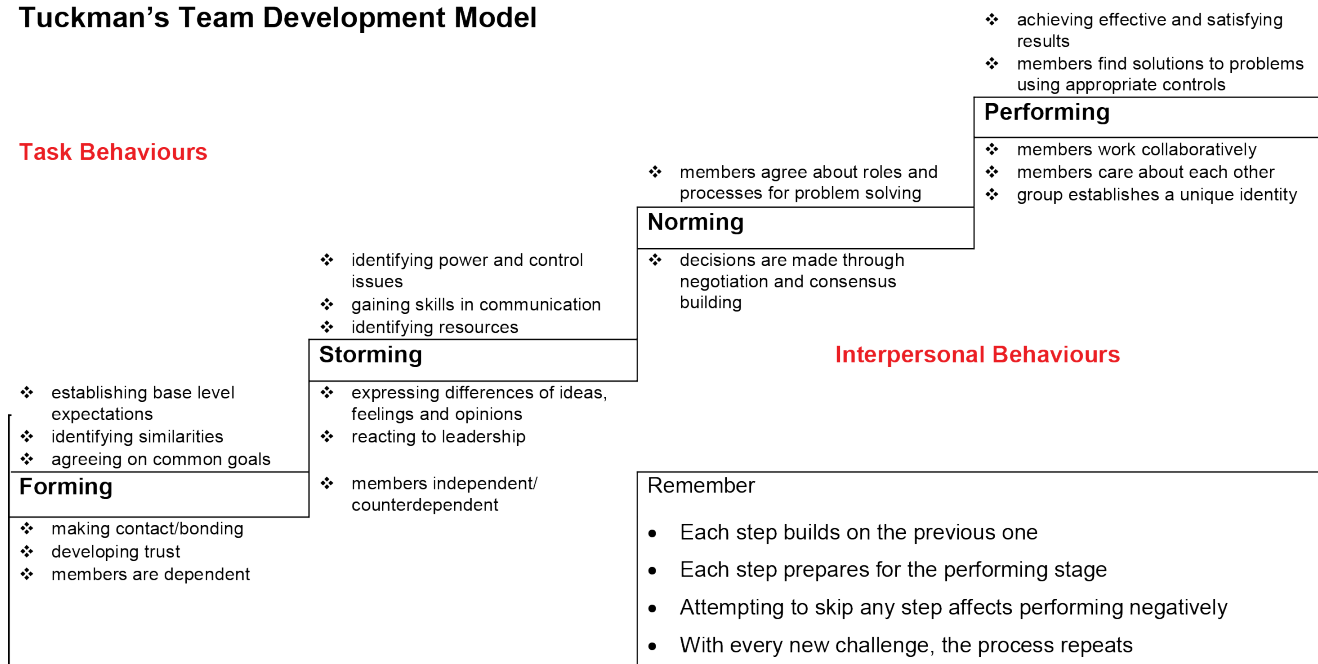 Tuckman's Team Development Model
Task Behaviours
❖ establishing base level
expectations
❖ identifying similarities
❖ agreeing on common goals
Forming
❖ making contact/bonding
❖ developing trust
❖ members are dependent
❖ identifying power and control
issues
❖ gaining skills in communication
❖ identifying resources
Storming
❖ expressing differences of ideas,
feelings and opinions
❖ reacting to leadership
❖ members independent/
counterdependent
❖ members agree about roles and
processes for problem solving
Norming
❖ decisions are made through
negotiation and consensus
building
❖ achieving effective and satisfying
results
❖ members find solutions to problems
using appropriate controls
Performing
❖ members work collaboratively
❖ members care about each other
❖ group establishes a unique identity
Interpersonal Behaviours
Remember
• Each step builds on the previous one
• Each step prepares for the performing stage
• Attempting to skip any step affects performing negatively
• With every new challenge, the process repeats